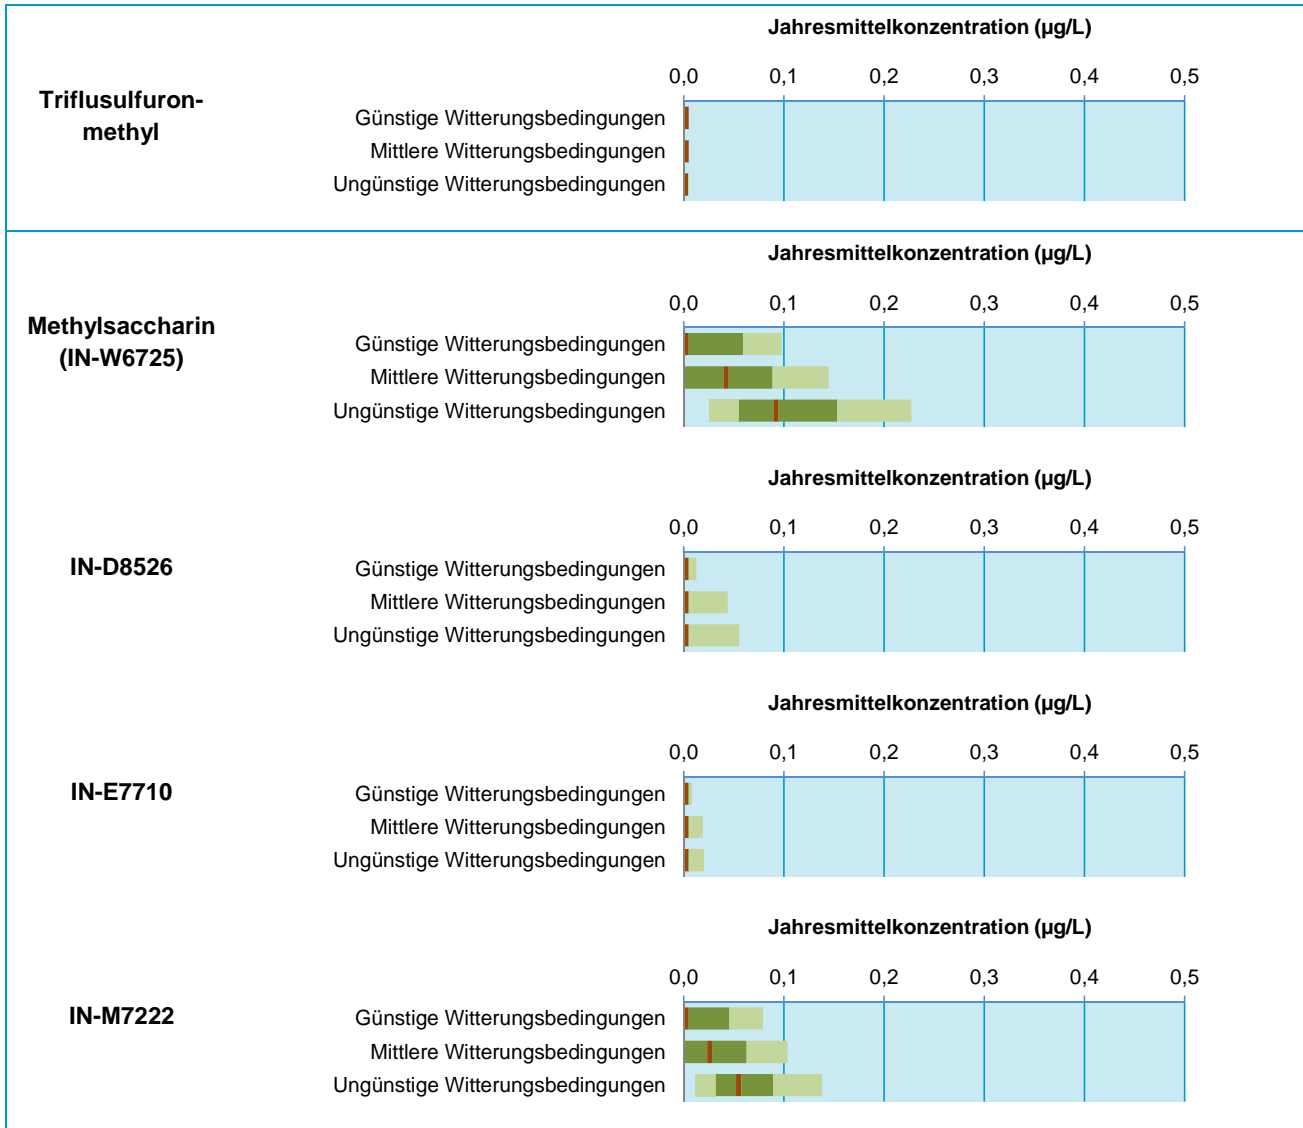 Jahresmittelkonzentration (µg/L)
0,0 0,1 0,2 0,3 0,4 0,5
Triflusulfuron-
methyl
Günstige Witterungsbedingungen
Mittlere Witterungsbedingungen
Ungünstige Witterungsbedingungen
Jahresmittelkonzentration (µg/L)
0,0 0,1 0,2 0,3 0,4 0,5
Methylsaccharin
(IN-W6725)
Günstige Witterungsbedingungen
Mittlere Witterungsbedingungen
Ungünstige Witterungsbedingungen
Jahresmittelkonzentration (µg/L)
0,0 0,1 0,2 0,3 0,4 0,5
IN-D8526
Günstige Witterungsbedingungen
Mittlere Witterungsbedingungen
Ungünstige Witterungsbedingungen
Jahresmittelkonzentration (µg/L)
0,0 0,1 0,2 0,3 0,4 0,5
IN-E7710
Günstige Witterungsbedingungen
Mittlere Witterungsbedingungen
Ungünstige Witterungsbedingungen
Jahresmittelkonzentration (µg/L)
0,0 0,1 0,2 0,3 0,4 0,5
IN-M7222
Günstige Witterungsbedingungen
Mittlere Witterungsbedingungen
Ungünstige Witterungsbedingungen